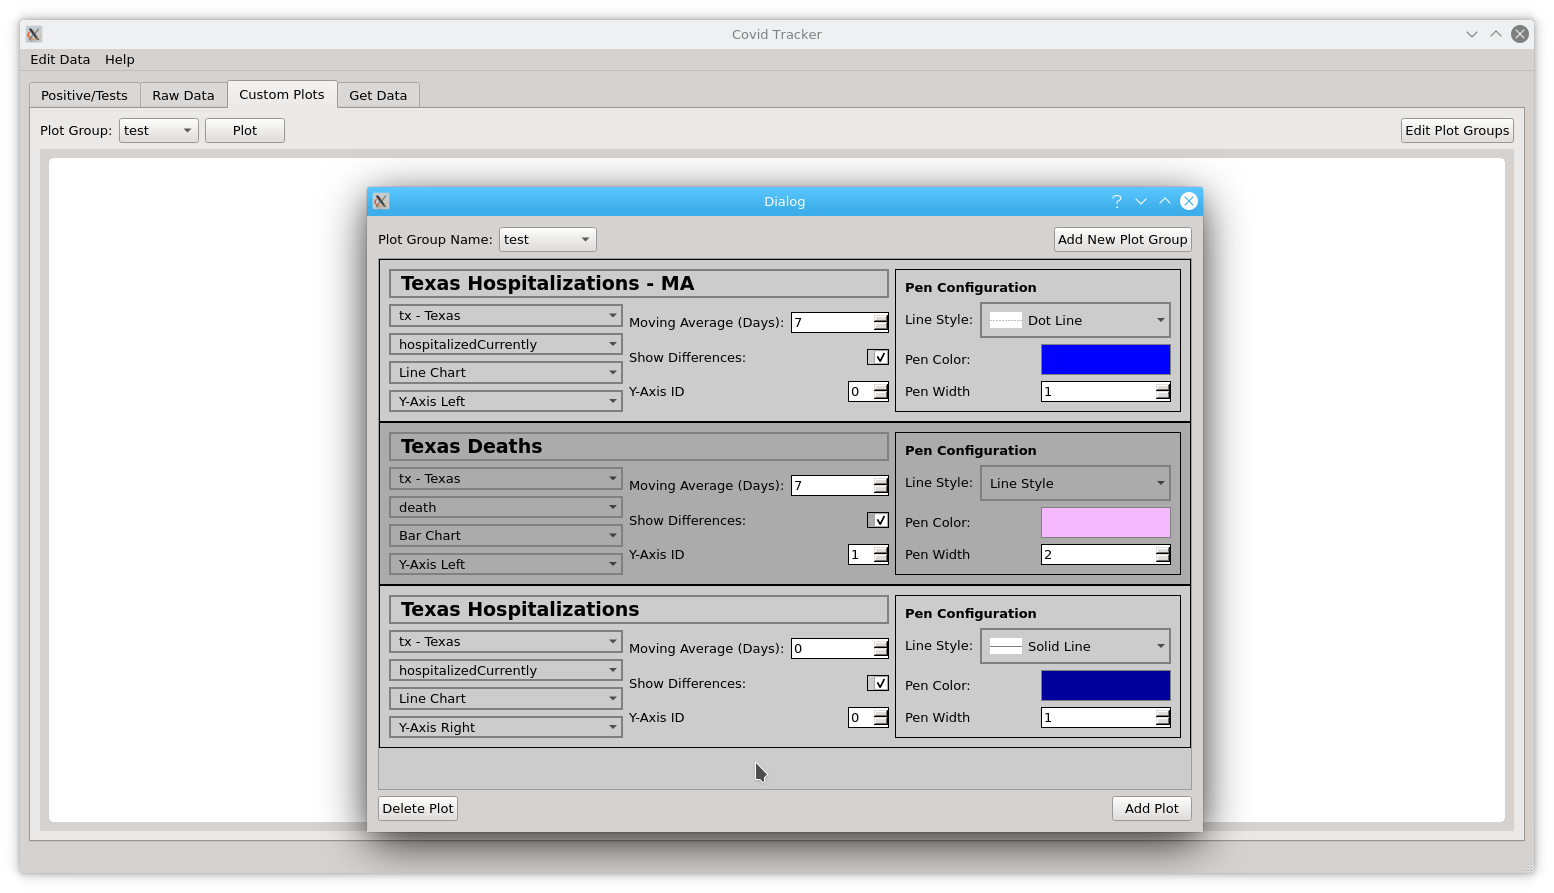 Covid Tracker
Edit Data Help
Positive/Tests Raw Data Custom Plots Get Data
Plot Group: test Plot Edit Plot Groups
Dialog ?
Plot Group Name: test Add New Plot Group
Texas Hospitalizations - MA
tx - Texas
hospitalizedCurrently
Line Chart
Y-Axis Left
Moving Average (Days): 7
Show Differences:
Y-Axis ID 0
Pen Configuration
Line Style: Dot Line
Pen Color:
Pen Width 1
Texas Deaths
tx - Texas
death
Bar Chart
Y-Axis Left
Moving Average (Days): 7
Show Differences:
Y-Axis ID 1
Pen Configuration
Line Style: Line Style
Pen Color:
Pen Width 2
Texas Hospitalizations
tx - Texas
hospitalizedCurrently
Line Chart
Y-Axis Right
Moving Average (Days): 0
Show Differences:
Y-Axis ID 0
Pen Configuration
Line Style: Solid Line
Pen Color:
Pen Width 1
Delete Plot Add Plot